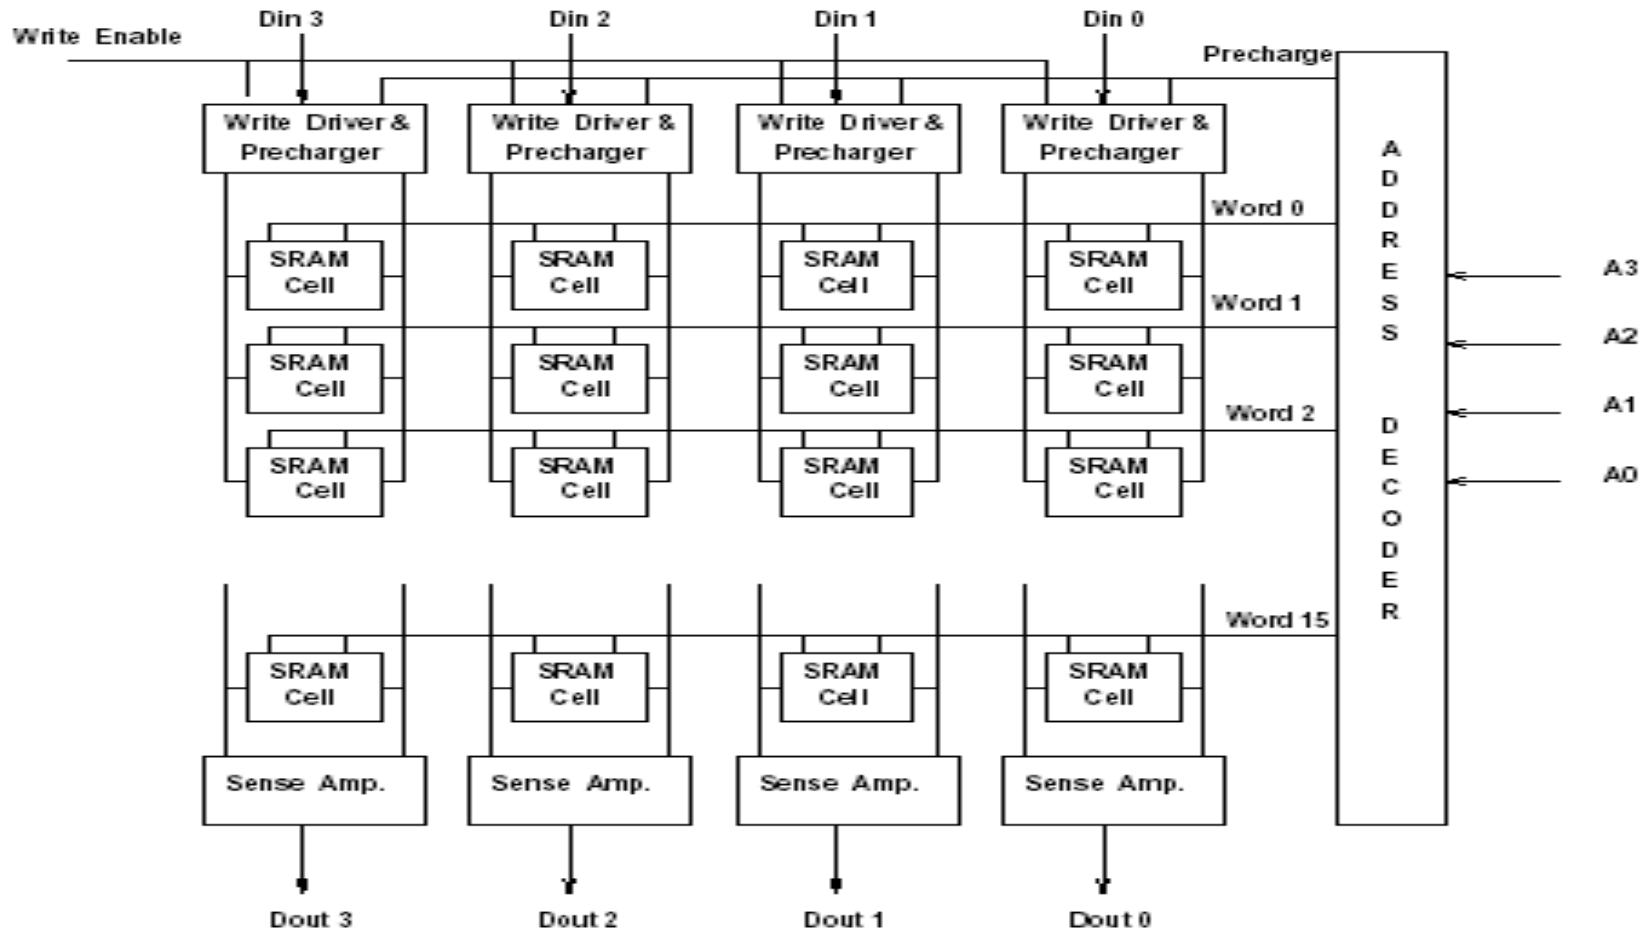 Din 3 Din 2 Din 1 Din 0
Write Enable
Precharge
Write Driver & Write Driver & Write Driver & Write Driver &
Precharger Precharger Precharger Precharger
Word 0
SRAM SRAM SRAM SRAM
Cell Cell Cell Cell
Word 1
SRAM SRAM SRAM SRAM
Cell Cell Cell Cell
Word 2
SRAM SRAM SRAM SRAM
Cell Cell Cell Cell
Word 15
SRAM SRAM SRAM SRAM
Cell Cell Cell Cell
Sense Amp. Sense Amp. Sense Amp. Sense Amp.
Dout 3 Dout 2 Dout 1 Dout 0
ADDRESS DECODER
A3
A2
A1
A0